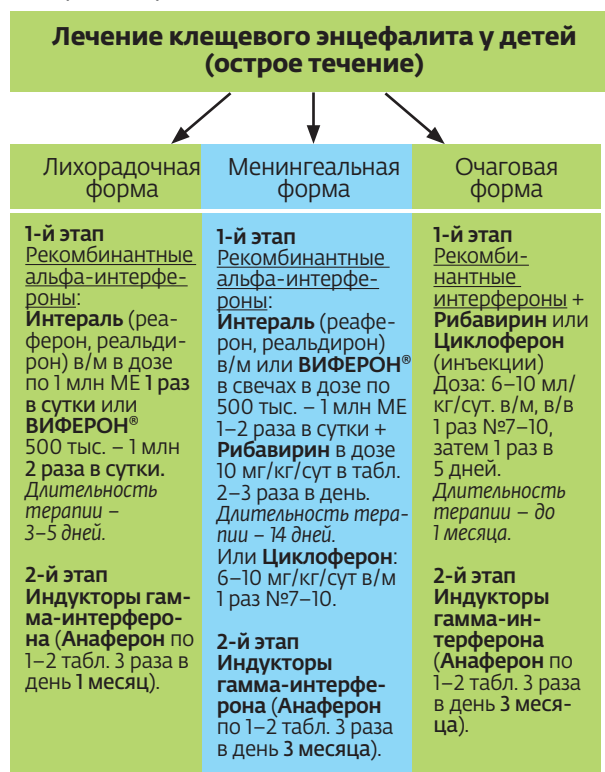 Лечение клещевого энцефалита у детей
(острое течение)
Лихорадочная
форма
Менингеальная
форма
Очаговая
форма
1-й этап
Рекомбинантные
альфа-интерфе-
роны:
Интераль (реа-
ферон, реальди-
рон) в/м в дозе
по 1 млн МЕ 1 раз
в сутки или
ВИФЕРОН®
500 тыс. – 1 млн
2 раза в сутки.
Длительность
терапии –
3–5 дней.
2-й этап
Индукторы гам-
ма-интерферо-
на (Анаферон по
1–2 табл. 3 раза в
день 1 месяц).
1-й этап
Рекомбинантные
альфа-интерфе-
роны:
Интераль (реафе-
рон, реальдирон)
в/м или ВИФЕРОН®
в свечах в дозе по
500 тыс. – 1 млн МЕ
1–2 раза в сутки +
Рибавирин в дозе
10 мг/кг/сут в табл.
2–3 раза в день.
Длительность тера-
пии – 14 дней.
Или Циклоферон:
6–10 мг/кг/сут в/м
1 раз №7–10.
2-й этап
Индукторы
гамма-интерфе-
рона (Анаферон
по 1–2 табл. 3 раза
в день 3 месяца).
1-й этап
Рекомби-
нантные
интерфероны +
Рибавирин или
Циклоферон
(инъекции)
Доза: 6–10 мл/
кг/сут. в/м, в/в
1 раз №7–10,
затем 1 раз в
5 дней.
Длительность
терапии – до
1 месяца.
2-й этап
Индукторы
гамма-ин-
терферона
(Анаферон по
1–2 табл. 3 раза
в день 3 меся-
ца).